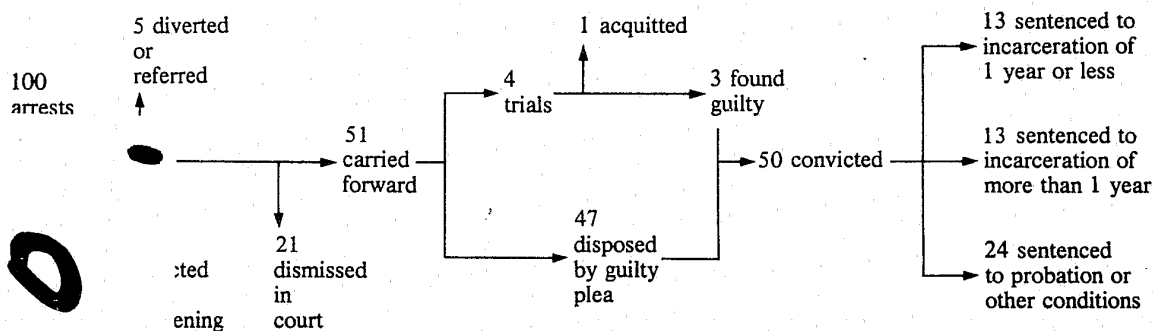 100
arrests
5 diverted
or
referred
21
dismissed
in
court
51
carried
forward
4
trials
1 acquitted
3 found
guilty
47
disposed
by guilty
plea
50 convicted
13 sentenced to
incarceration of
1 year or less
13 sentenced to
incarceration of
more than 1 year
24 sentenced
to probation or
other conditions